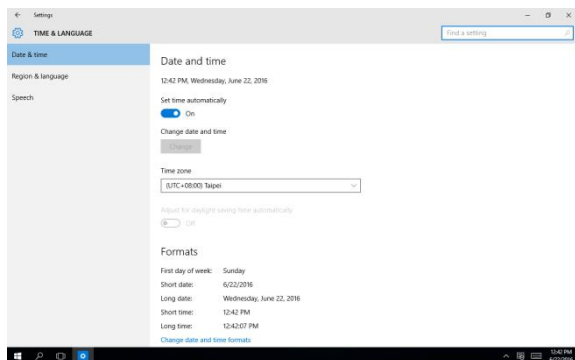 Settings
TIME & LANGUAGE
Find a setting
Date & time
Region & language
Speech
Date and time
12:42 PM, Wednesday, June 22, 2016
Set time automatically
On
Change date and time
Change
Time zone
(UTC+08:00) Taipei
Adjust for daylight saving time automatically
Off
Formats
First day of week: Sunday
Short date: 6/22/2016
Long date: Wednesday, June 22, 2016
Short time: 12:42 PM
Long time: 12:42:07 PM
Change date and time formats
12:42 PM
6/22/2016